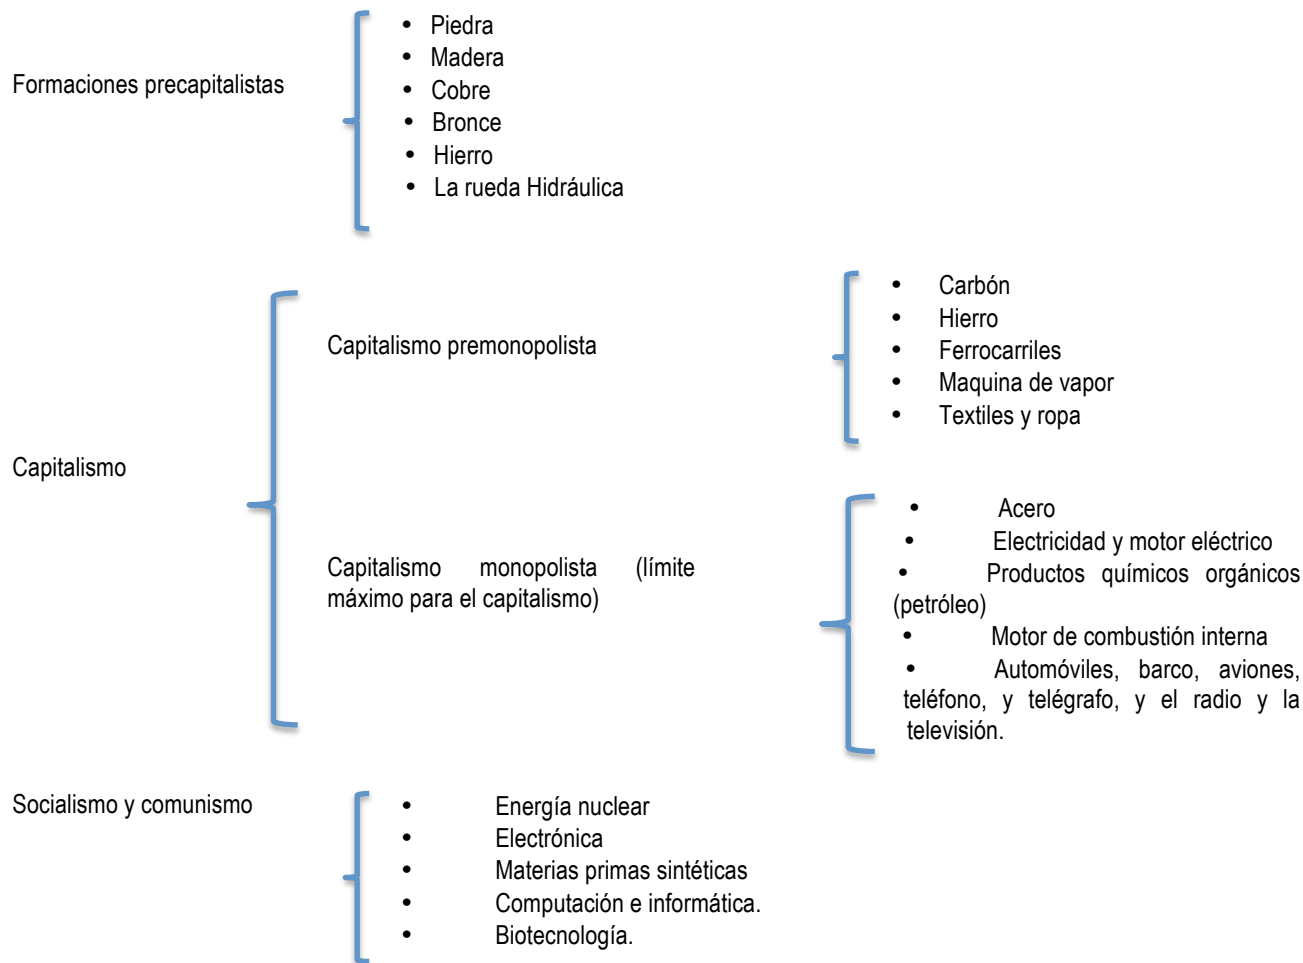 Formaciones precapitalistas
• Piedra
• Madera
• Cobre
• Bronce
• Hierro
• La rueda Hidráulica
Capitalismo
Capitalismo premonopolista
• Carbón
• Hierro
• Ferrocarriles
• Maquina de vapor
• Textiles y ropa
Capitalismo monopolista (límite
máximo para el capitalismo)
• Acero
• Electricidad y motor eléctrico
• Productos químicos orgánicos
(petróleo)
• Motor de combustión interna
• Automóviles, barco, aviones,
teléfono, y telégrafo, y el radio y la
televisión.
Socialismo y comunismo
• Energía nuclear
• Electrónica
• Materias primas sintéticas
• Computación e informática.
• Biotecnología.